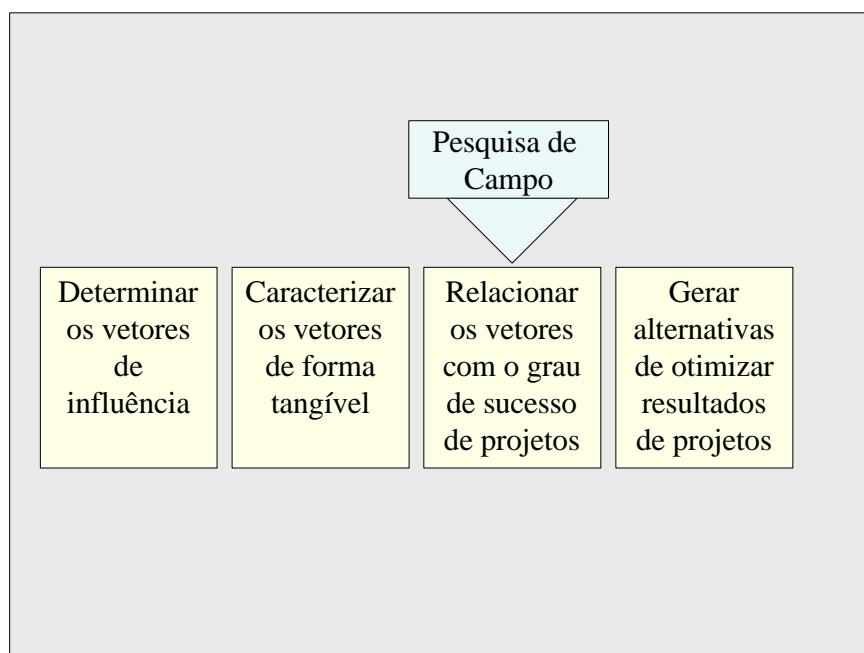 Pesquisa de
Campo
Determinar
os vetores
de
influência
Caracterizar
os vetores
de forma
tangível
Relacionar
os vetores
com o grau
de sucesso
de projetos
Gerar
alternativas
de otimizar
resultados
de projetos